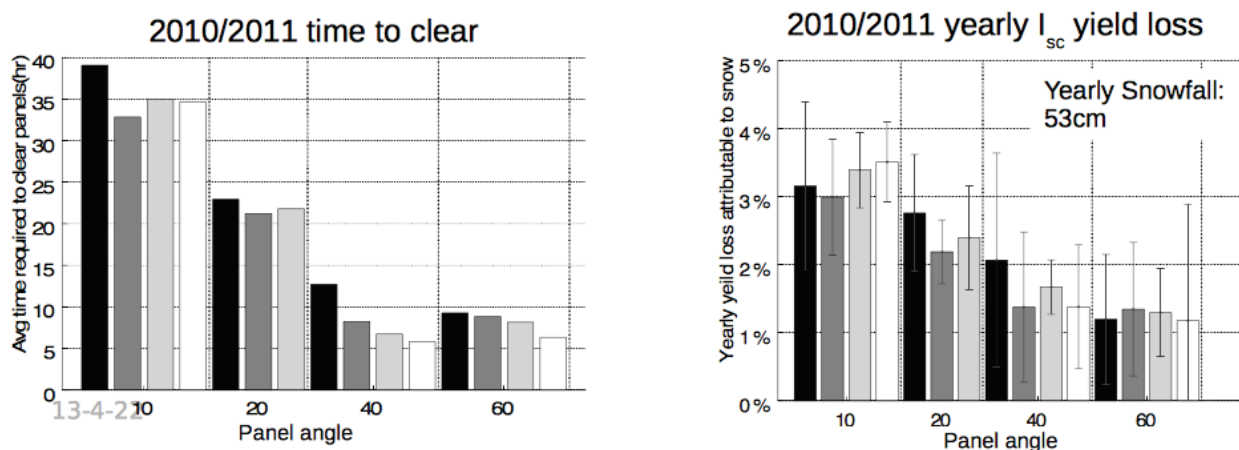 2010/2011 time to clear
Avg time required to clear panels(hr)
40
35
30
25
20
15
10
5
0
13-4-22
10 20 40 60
Panel angle
2010/2011 yearly Isc yield loss
Yearly yeild loss attributable to snow
5%
4%
3%
2%
1%
0%
Yearly Snowfall:
53cm
10 20 40 60
Panel angle